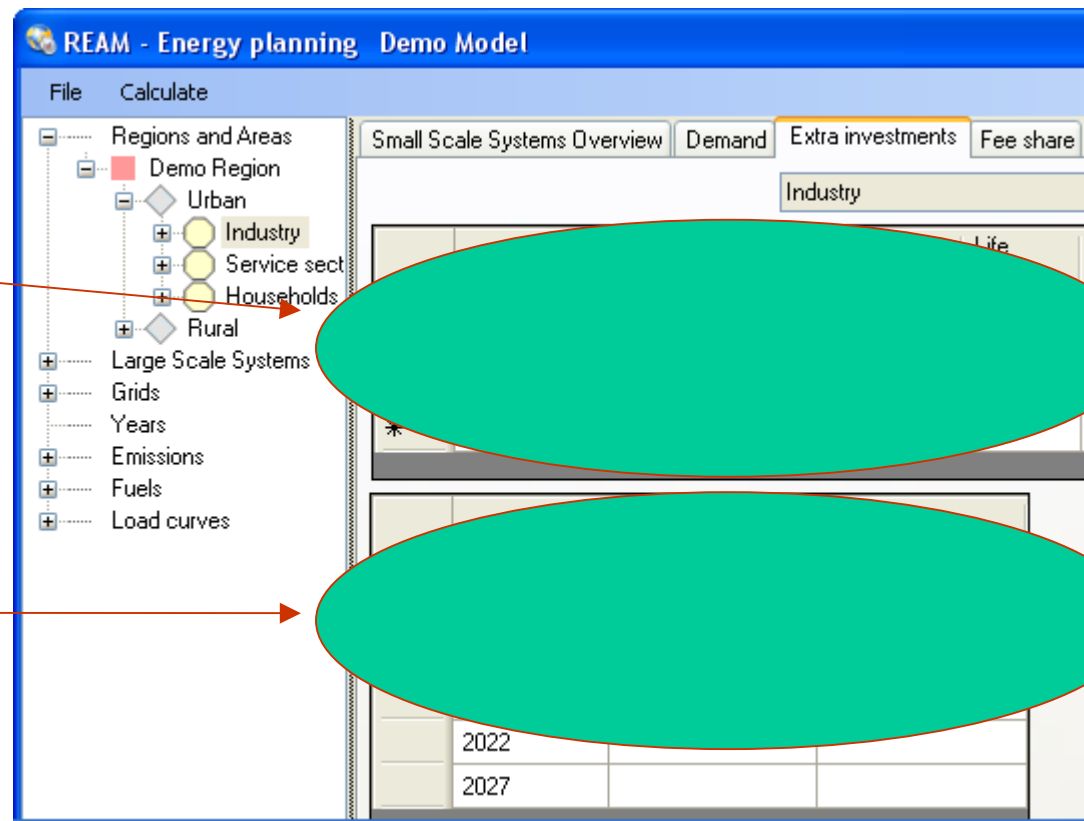 REAM - Energy planning Demo Model
File Calculate
Regions and Areas
Demo Region
Urban
Industry
Service sect
Households
Rural
Large Scale Systems
Grids
Years
Emissions
Fuels
Load curves
Small Scale Systems Overview Demand Extra investments Fee share
Industry
Life
*
2022
2027